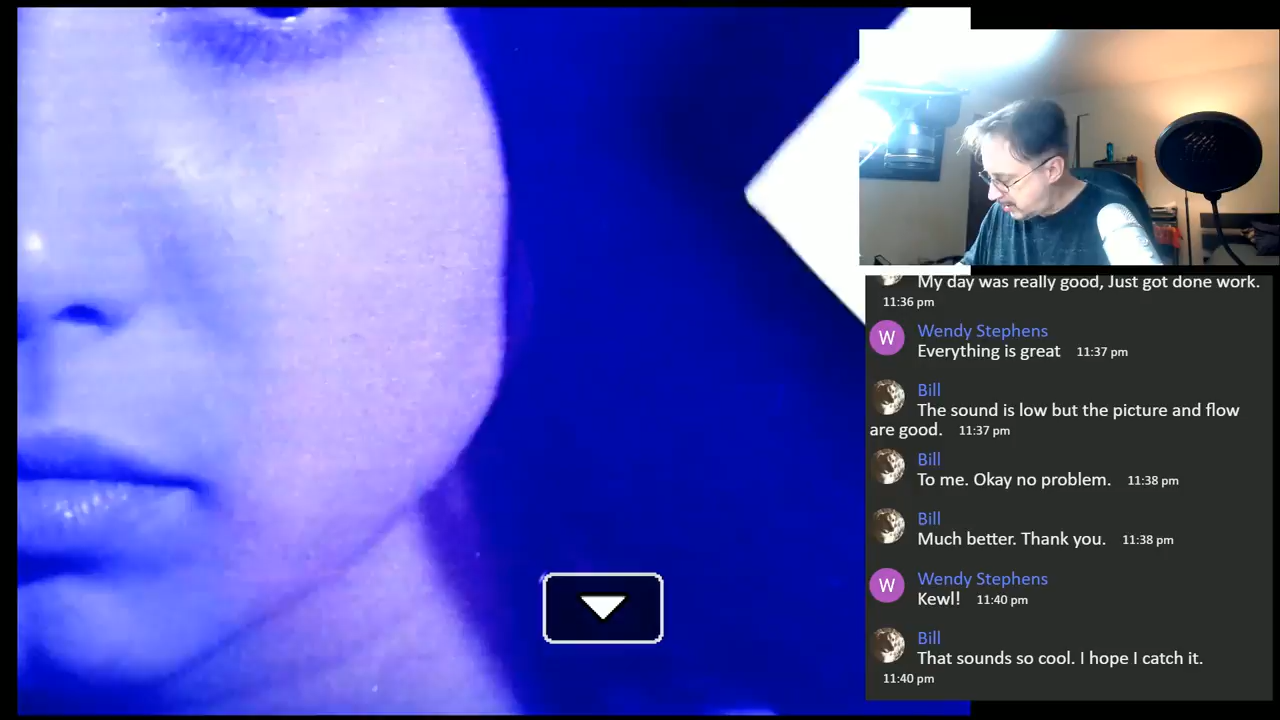 My day was really good, Just got done work.
11:36 pm
W
Wendy Stephens
Everything is great 11:37 pm
Bill
The sound is low but the picture and flow
are good. 11:37 pm
Bill
To me. Okay no problem. 11:38 pm
Bill
Much better. Thank you. 11:38 pm
W
Wendy Stephens
Kewl! 11:40 pm
Bill
That sounds so cool. I hope I catch it.
11:40 pm